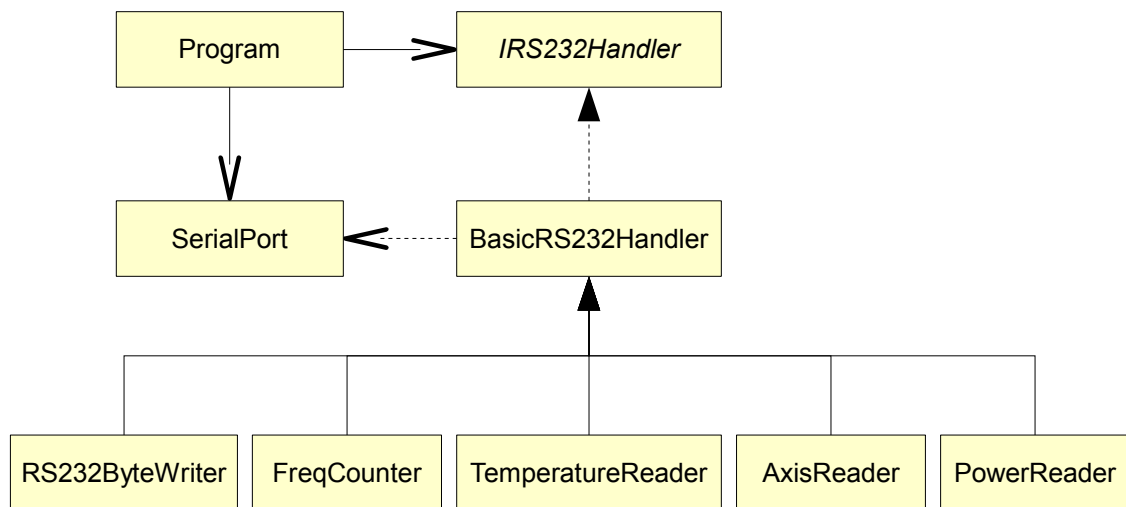 Program
IRS232Handler
SerialPort
BasicRS232Handler
RS232ByteWriter
FreqCounter
TemperatureReader
AxisReader
PowerReader